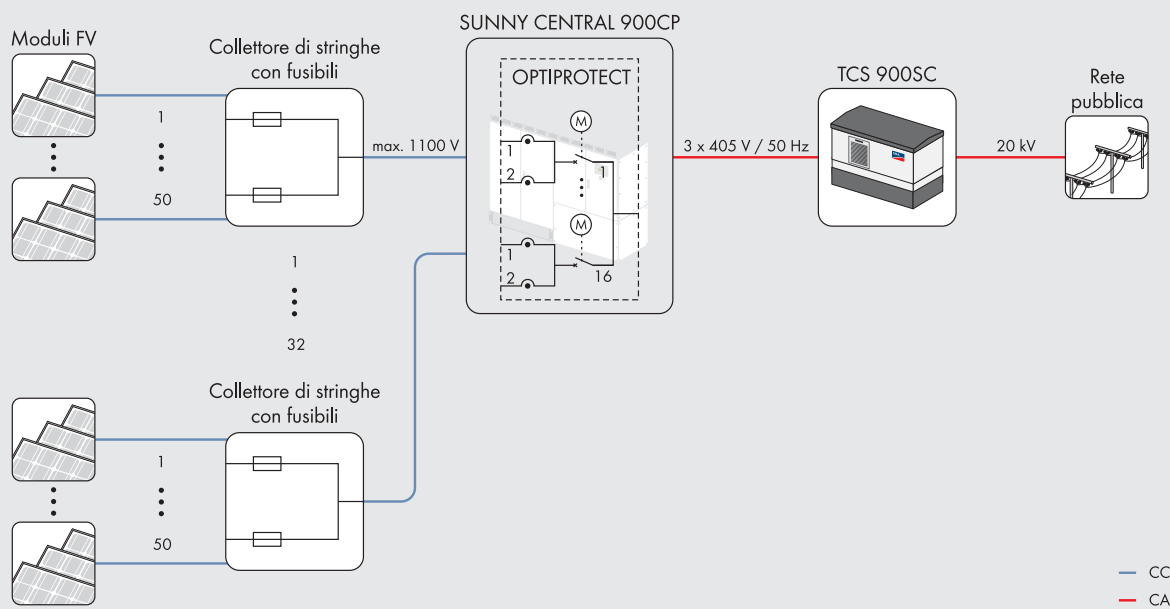 SUNNY CENTRAL 900CP
Moduli FV
Collettore di stringhe
con fusibili
OPTIPROTECT
TCS 900SC
Rete
pubblica
1
50
max. 1100 V
M
1
2
1
M
1
2
16
3 x 405 V / 50 Hz
20 kV
1
32
Collettore di stringhe
con fusibili
1
50
CC
CA